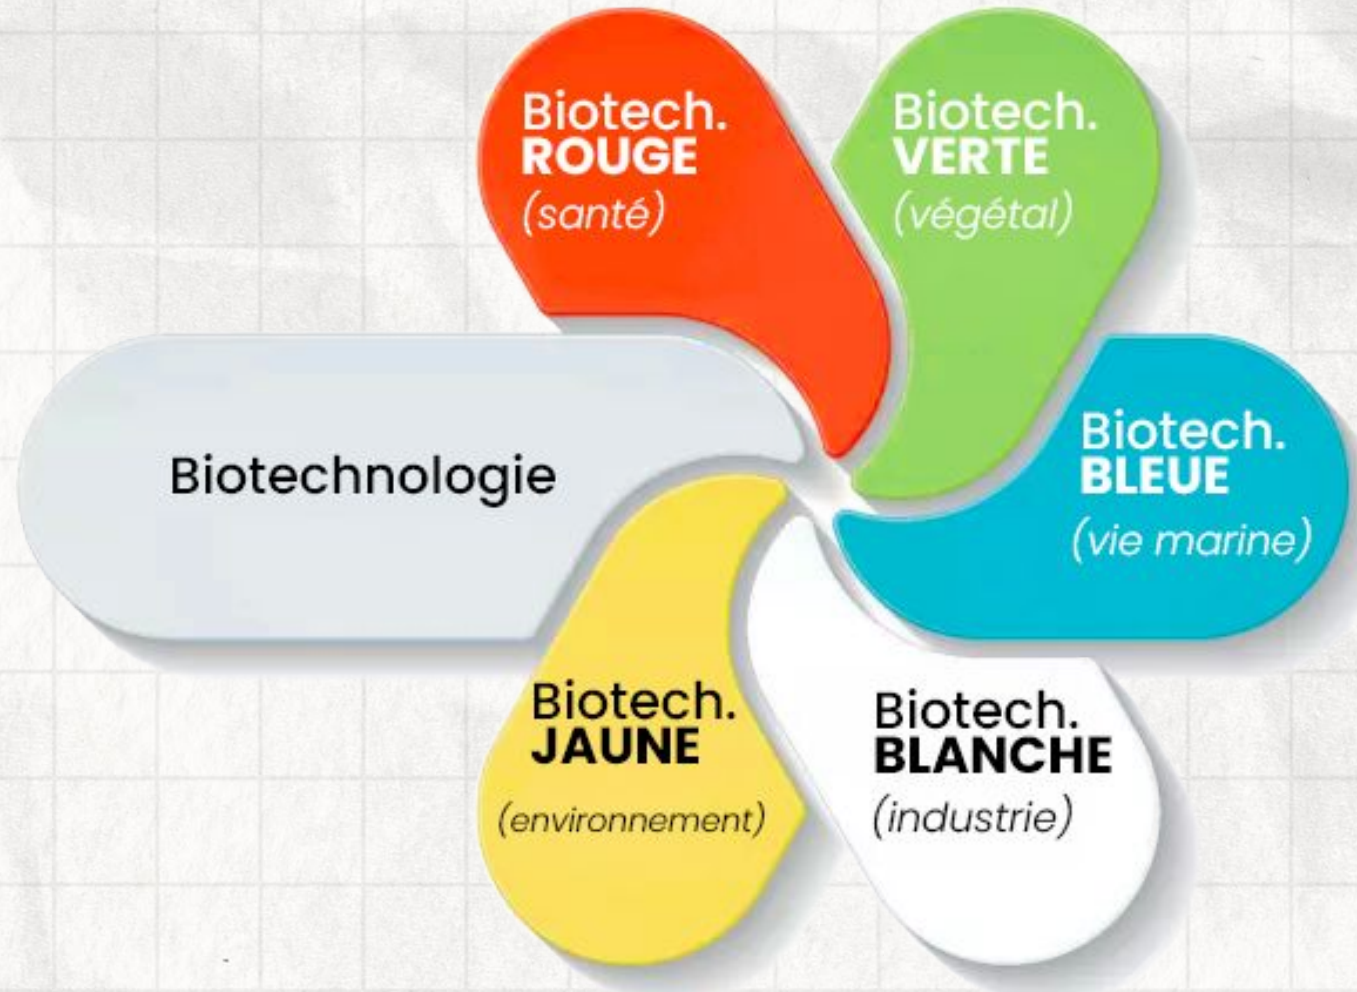 Biotech.
ROUGE
(santé)
Biotech.
VERTE
(végétal)
Biotechnologie
Biotech.
BLEUE
(vie marine)
Biotech.
JAUNE
(environnement)
Biotech.
BLANCHE
(industrie)